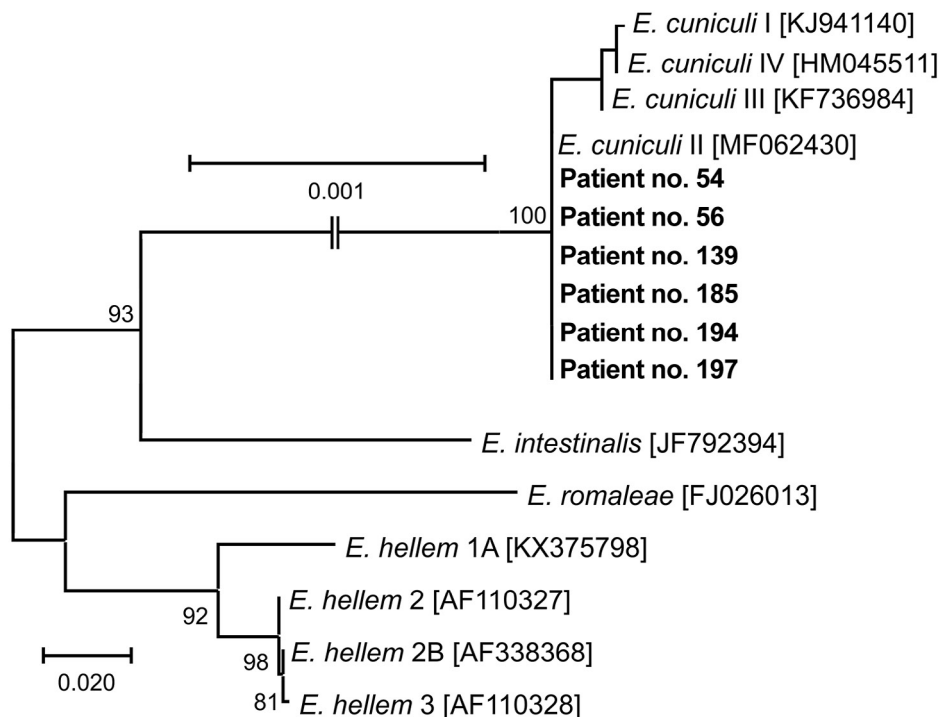 E. cuniculi I [KJ941140]
E. cuniculi IV [HM045511]
E. cuniculi III [KF736984]
E. cuniculi II [MF062430]
0.001
Patient no. 54
100
Patient no. 56
Patient no. 139
Patient no. 185
93
Patient no. 194
Patient no. 197
E. intestinalis [JF792394]
E. romaleae [FJ026013]
E. hellem 1A [KX375798]
E. hellem 2 [AF110327]
92
E. hellem 2B [AF338368]
98
0.020
81
E. hellem 3 [AF110328]